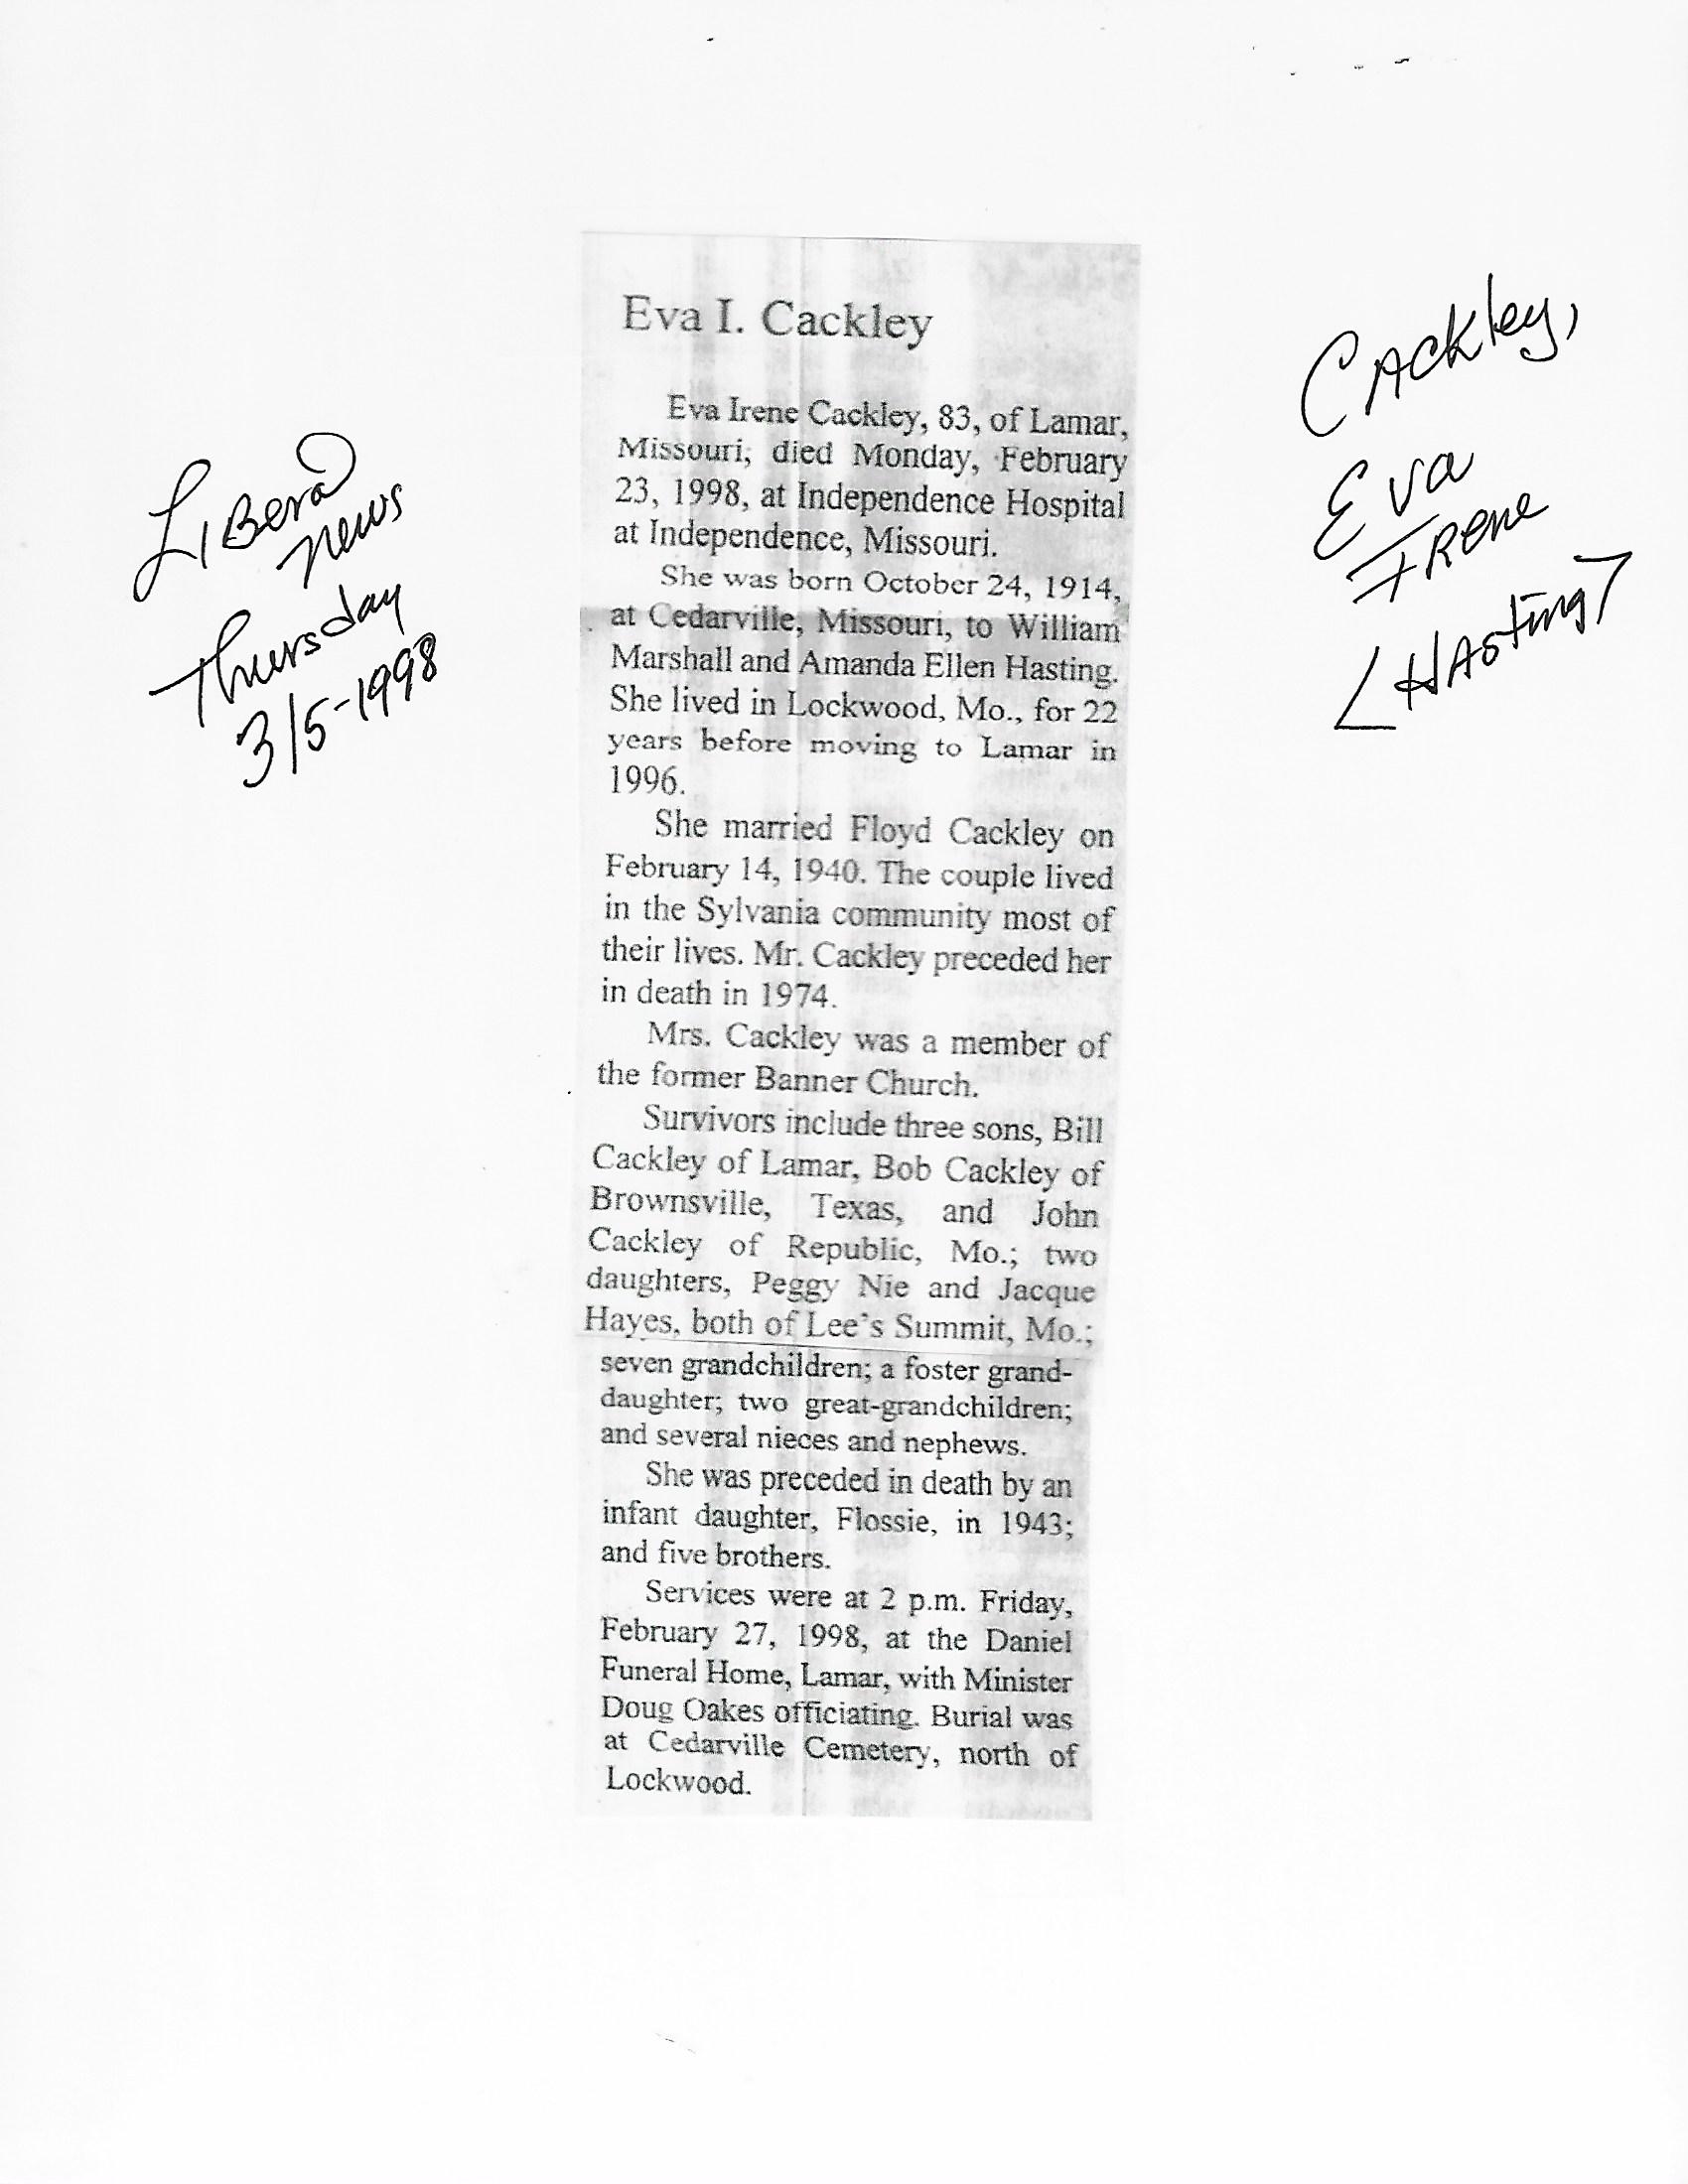 Eva I. Cackley
Eva Irene Cackley, 83, of Lamar,
Missouri, died Monday, February
23, 1998, at Independence Hospital
at Independence, Missouri.
She was born October 24, 1914,
at Cedarville, Missouri, to William
Marshall and Amanda Ellen Hasting.
She lived in Lockwood, Mo., for 22
years before moving to Lamar in
1996.
She married Floyd Cackley on
February 14, 1940. The couple lived
in the Sylvania community most of
their lives. Mr. Cackley preceded her
in death in 1974.
Mrs. Cackley was a member of
the former Banner Church.
Survivors include three sons, Bill
Cackley of Lamar, Bob Cackley of
Brownsville, Texas, and John
Cackley of Republic, Mo.; two
daughters, Peggy Nie and Jacque
Hayes, both of Lee's Summit, Mo.;
seven grandchildren; a foster grand-
daughter; two great-grandchildren;
and several nieces and nephews.
She was preceded in death by an
infant daughter, Flossie, in 1943;
and five brothers.
Services were at 2 p.m. Friday,
February 27, 1998, at the Daniel
Funeral Home, Lamar, with Minister
Doug Oakes officiating. Burial was
at Cedarville Cemetery, north of
Lockwood.
Liberal
News
Thursday
3/5-1998
Cackley,
Eva
Irene
<Hasting>